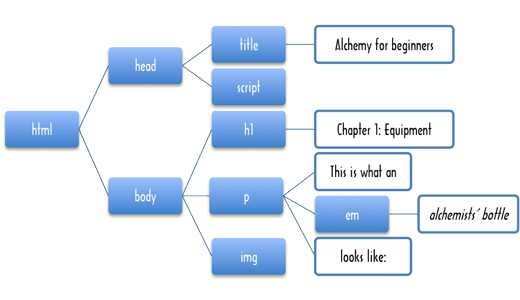 html
head
title
Alchemy for beginners
script
body
h1
Chapter 1: Equipment
p
This is what an
em
alchemists´ bottle
looks like:
img